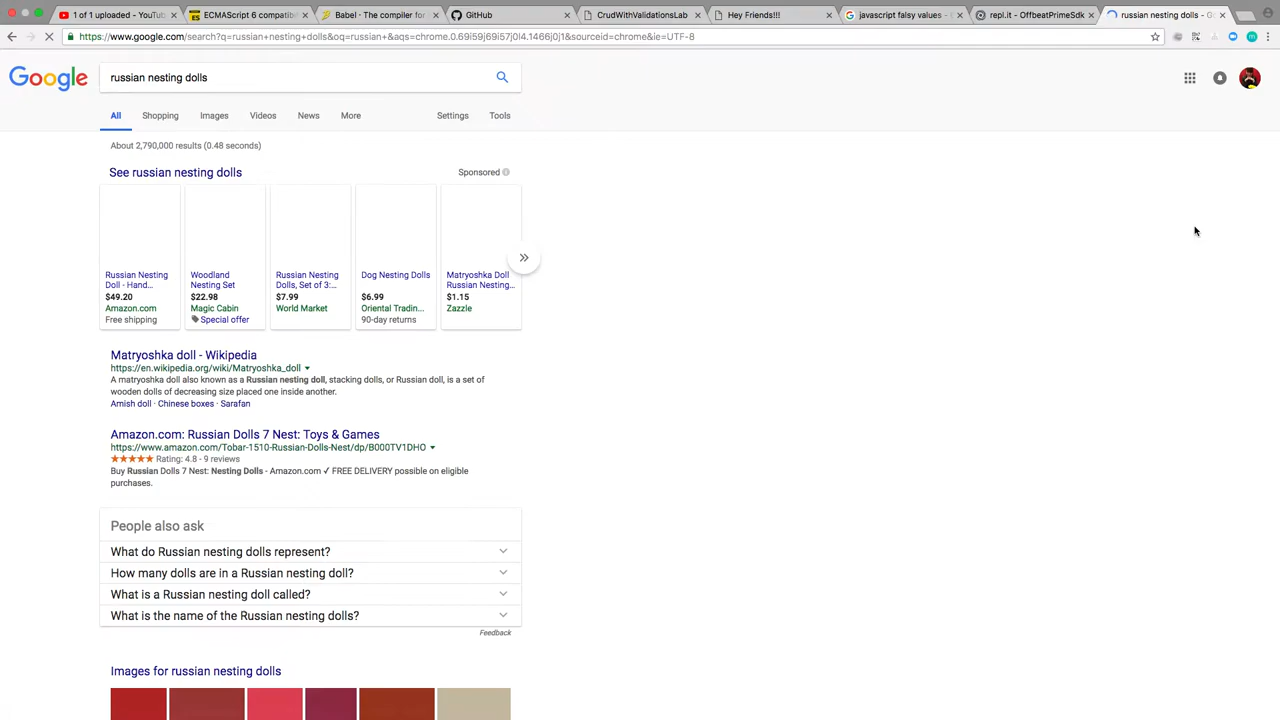 1 of 1 uploaded - YouTu
ECMAScript 6 compatibi
Babel · The compiler for
GitHub
CrudWithValidationsLab
Hey Friends!!!
javascript falsy values -
repl.it - OffbeatPrimeSdk
russian nesting dolls - Go
https://www.google.com/search?q=russian+nesting+dolls&oq=russian+&aqs=chrome.0.69i59j69i57j0l4.1466j0j1&sourceid=chrome&ie=UTF-8
Google
russian nesting dolls
All
Shopping
Images
Videos
News
More
Settings
Tools
About 2,790,000 results (0.48 seconds)
See russian nesting dolls
Sponsored
Russian Nesting
Doll - Hand...
$49.20
Amazon.com
Free shipping
Woodland
Nesting Set
$22.98
Magic Cabin
Special offer
Russian Nesting
Dolls, Set of 3:...
$7.99
World Market
Dog Nesting Dolls
$6.99
Oriental Tradin...
90-day returns
Matryoshka Doll
Russian Nesting...
$1.15
Zazzle
Matryoshka doll - Wikipedia
https://en.wikipedia.org/wiki/Matryoshka_doll
A matryoshka doll also known as a Russian nesting doll, stacking dolls, or Russian doll, is a set of
wooden dolls of decreasing size placed one inside another.
Amish doll · Chinese boxes · Sarafan
Amazon.com: Russian Dolls 7 Nest: Toys & Games
https://www.amazon.com/Tobar-1510-Russian-Dolls-Nest/dp/B000TV1DHO
★★★★★ Rating: 4.8 - 9 reviews
Buy Russian Dolls 7 Nest: Nesting Dolls - Amazon.com ✓ FREE DELIVERY possible on eligible
purchases.
People also ask
What do Russian nesting dolls represent?
How many dolls are in a Russian nesting doll?
What is a Russian nesting doll called?
What is the name of the Russian nesting dolls?
Feedback
Images for russian nesting dolls